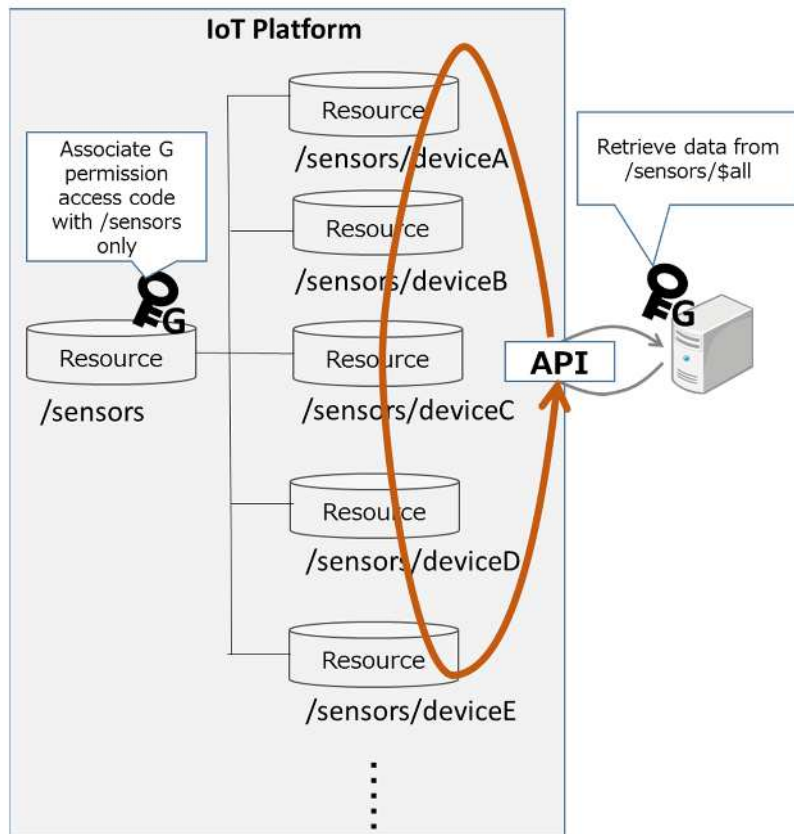 IoT Platform
Resource
/sensors/deviceA
Associate G
permission
access code
with /sensors
only
G
Resource
/sensors
Resource
/sensors/deviceB
Resource
/sensors/deviceC
Resource
/sensors/deviceD
Resource
/sensors/deviceE
API
Retrieve data from
/sensors/$all
G